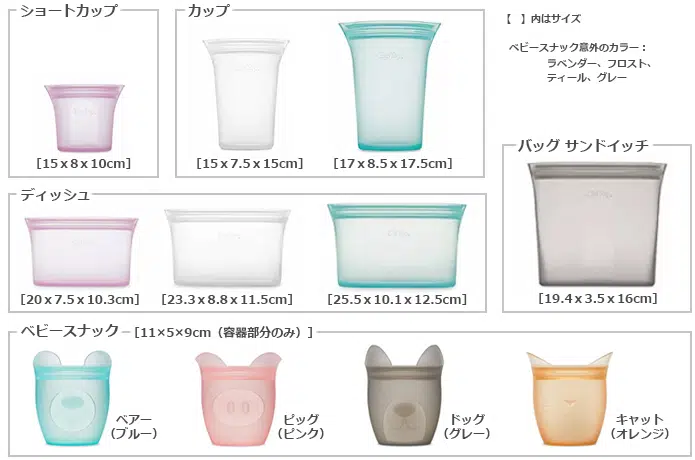 ショートカップ
[15 x 8 x 10cm]
カップ
[15 x 7.5 x 15cm]
[17 x 8.5 x 17.5cm]
【　】内はサイズ
ベビースナック意外のカラー：
ラベンダー、フロスト、
ティール、グレー
バッグ サンドイッチ
[19.4 x 3.5 x 16cm]
ディッシュ
[20 x 7.5 x 10.3cm]
[23.3 x 8.8 x 11.5cm]
[25.5 x 10.1 x 12.5cm]
ベビースナック
[11×5×9cm（容器部分のみ）]
ベアー
（ブルー）
ピッグ
（ピンク）
ドッグ
（グレー）
キャット
（オレンジ）